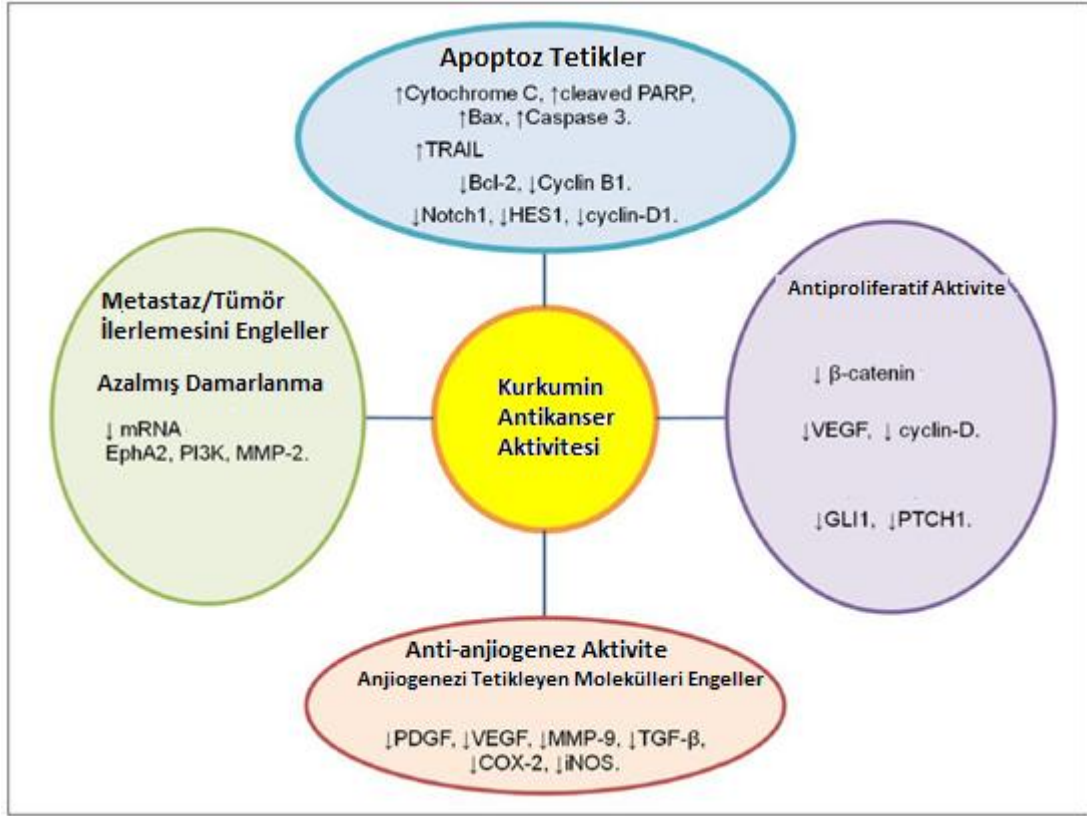 Apoptoz Tetikler
↑Cytochrome C, ↑cleaved PARP,
↑Bax, ↑Caspase 3.
↑TRAIL
↓Bcl-2, ↓Cyclin B1.
↓Notch1, ↓HES1, ↓cyclin-D1.
Metastaz/Tümör
İlerlemesini Engleller
Azalmış Damarlanma
↓ mRNA
EphA2, PI3K, MMP-2.
Kurkumin
Antikanser
Aktivitesi
Antiproliferatif Aktivite
↓ β-catenin
↓VEGF, ↓ cyclin-D.
↓GLI1, ↓PTCH1.
Anti-anjiogenez Aktivite
Anjiogenezi Tetikleyen Molekülleri Engeller
↓PDGF, ↓VEGF, ↓MMP-9, ↓TGF-β,
↓COX-2, ↓iNOS.